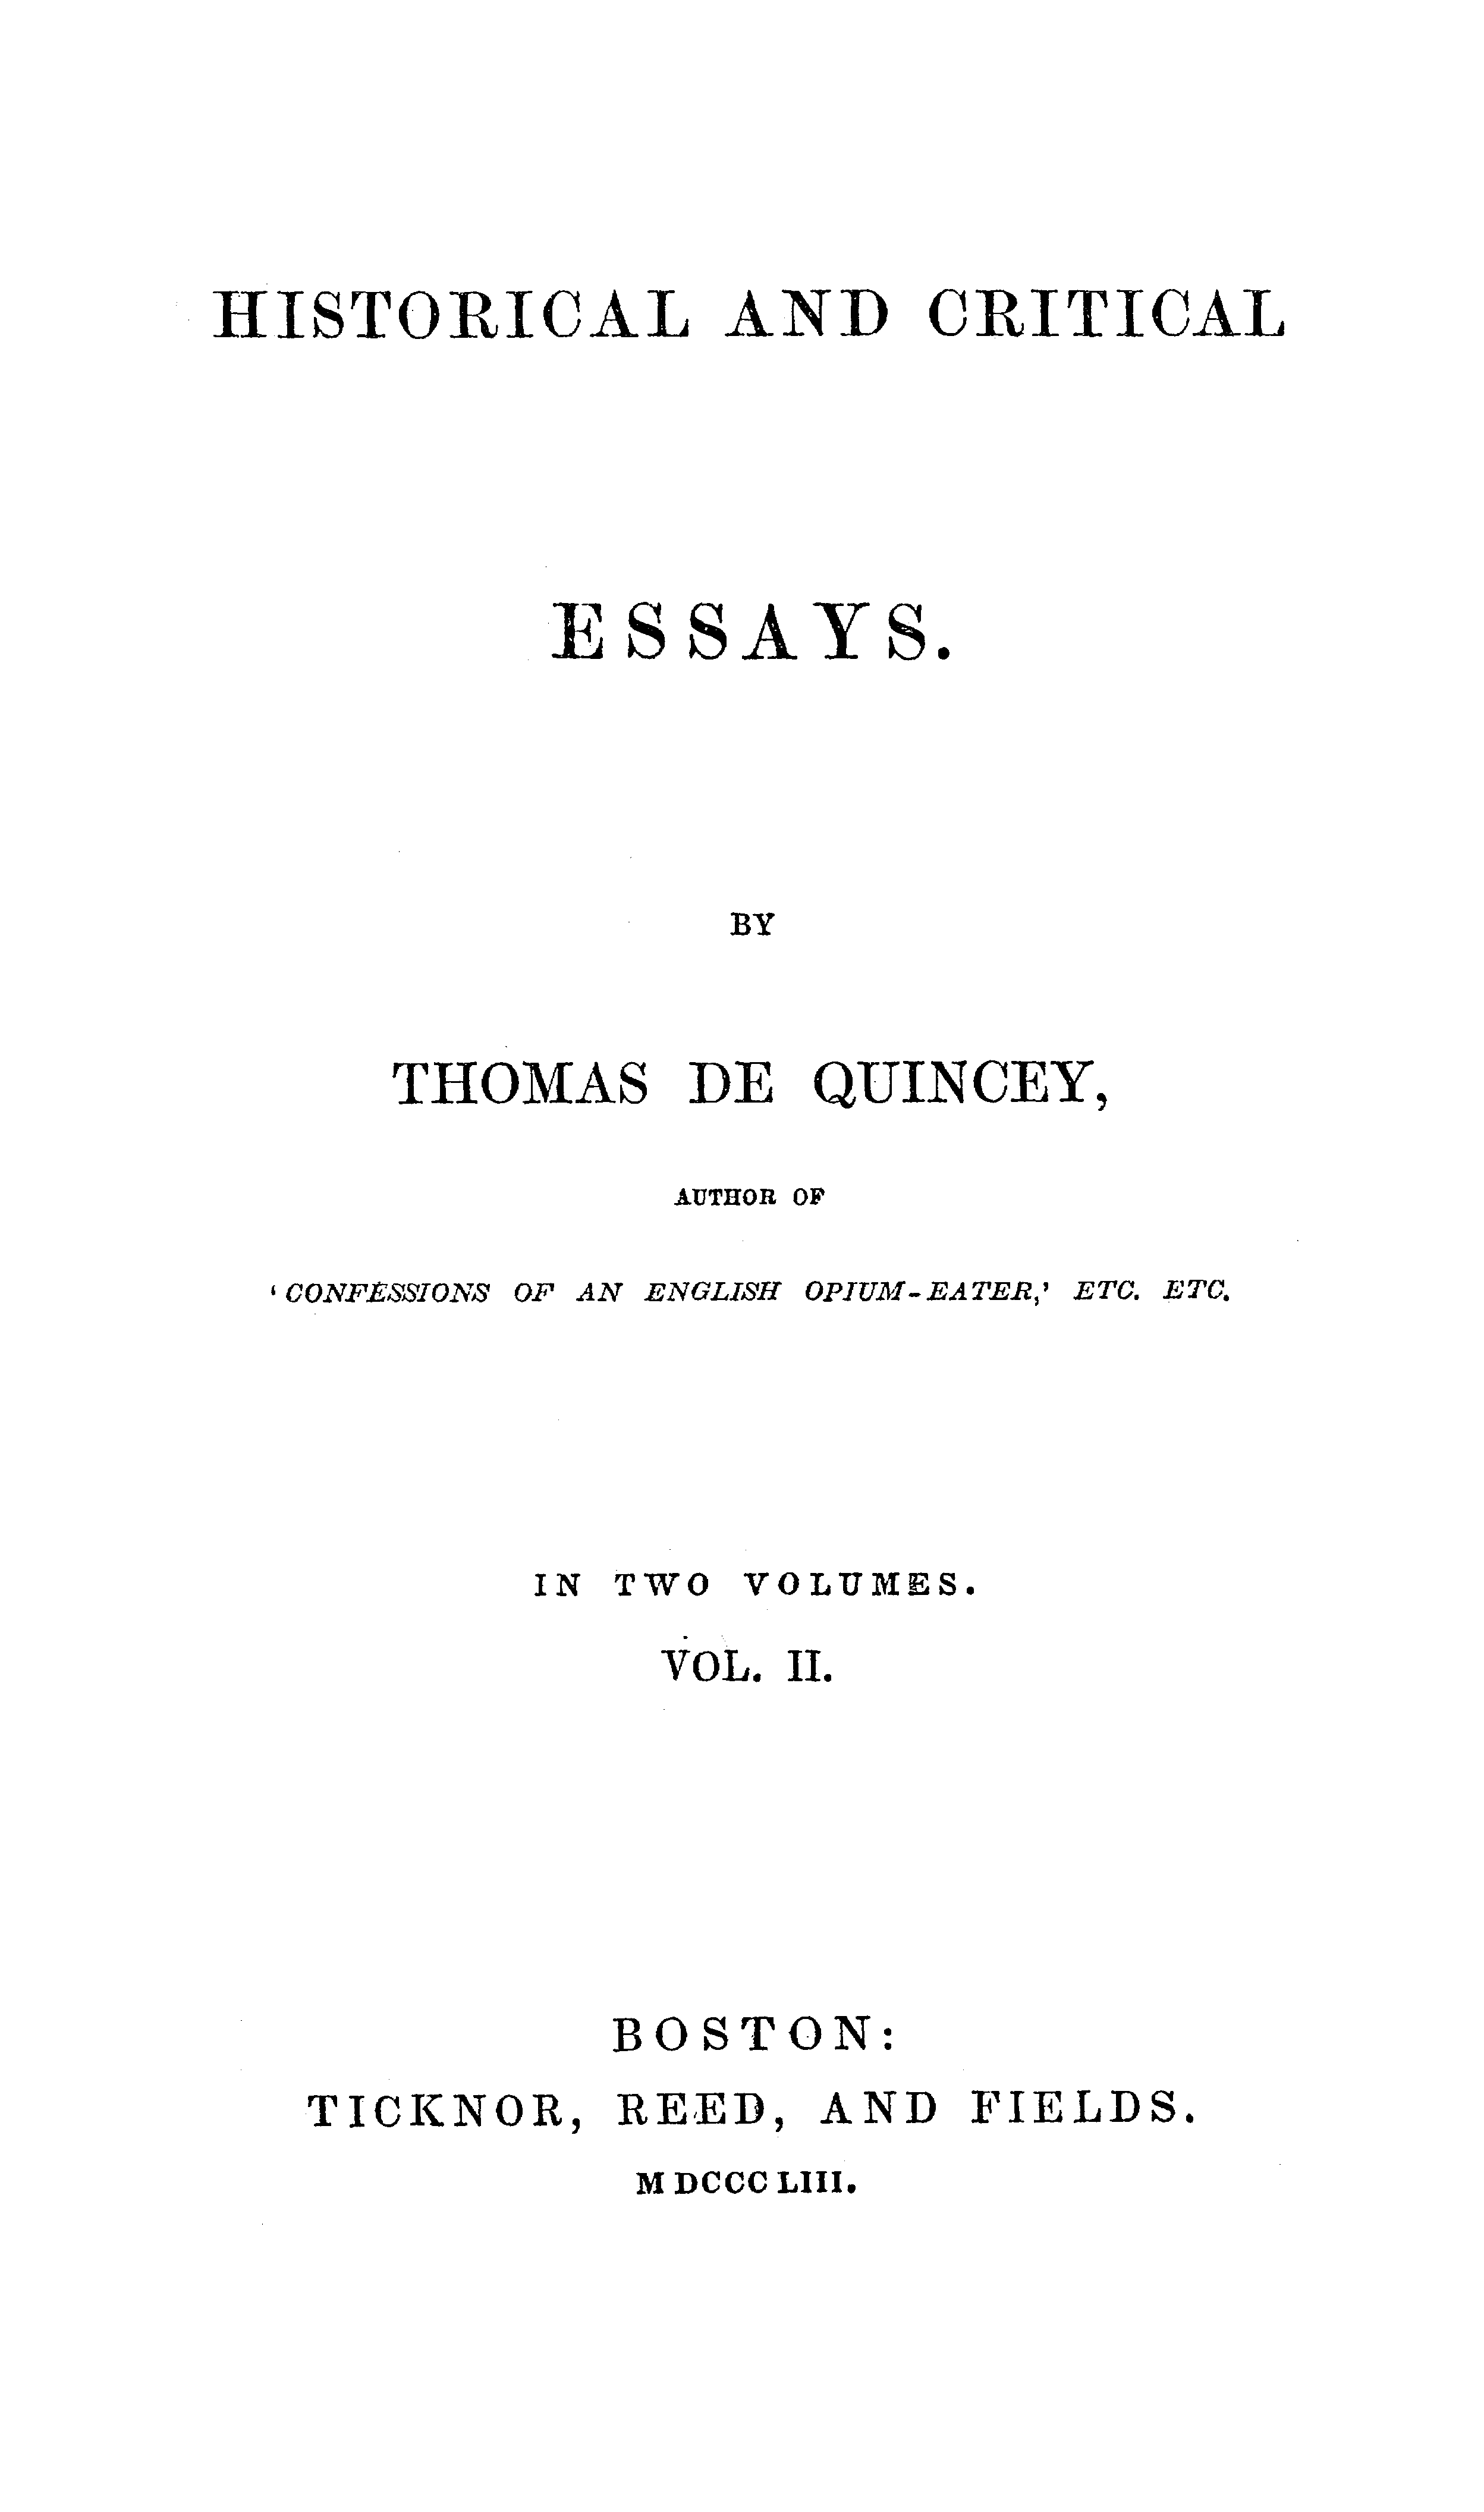 HISTORICAL AND CRITICAL
ESSAYS.
BY
THOMAS DE QUINCEY,
AUTHOR OF
‘CONFESSIONS OF AN ENGLISH OPIUM-EATER,’ ETC. ETC.
IN TWO VOLUMES.
VOL. II.
BOSTON:
TICKNOR, REED, AND FIELDS.
MDCCCLIII.